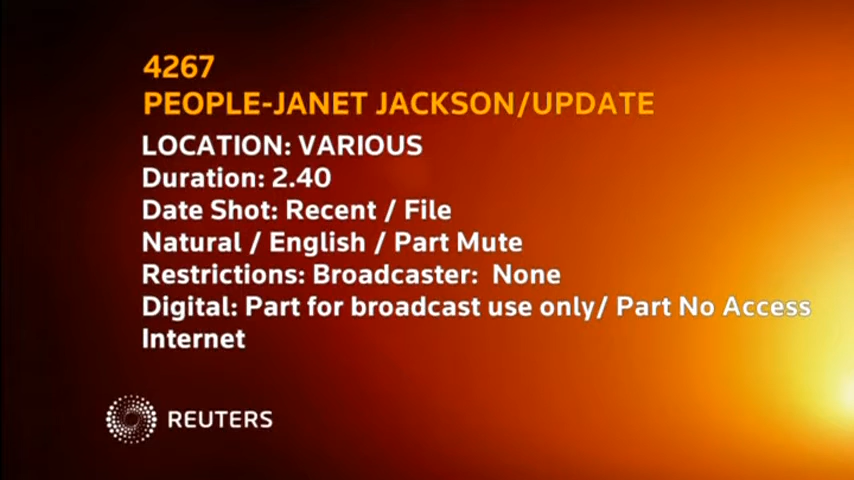 4267
PEOPLE-JANET JACKSON/UPDATE
LOCATION: VARIOUS
Duration: 2.40
Date Shot: Recent / File
Natural / English / Part Mute
Restrictions: Broadcaster:  None
Digital: Part for broadcast use only/ Part No Access
Internet
REUTERS